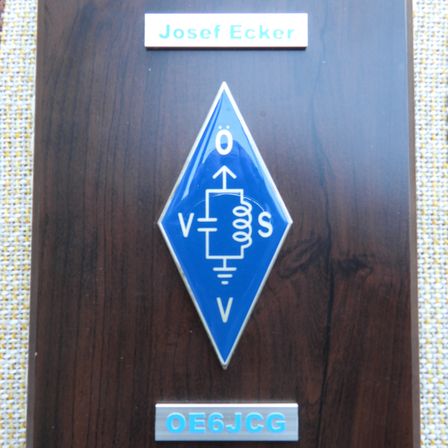 Josef Ecker
Ö
V S
V
OE6JCG